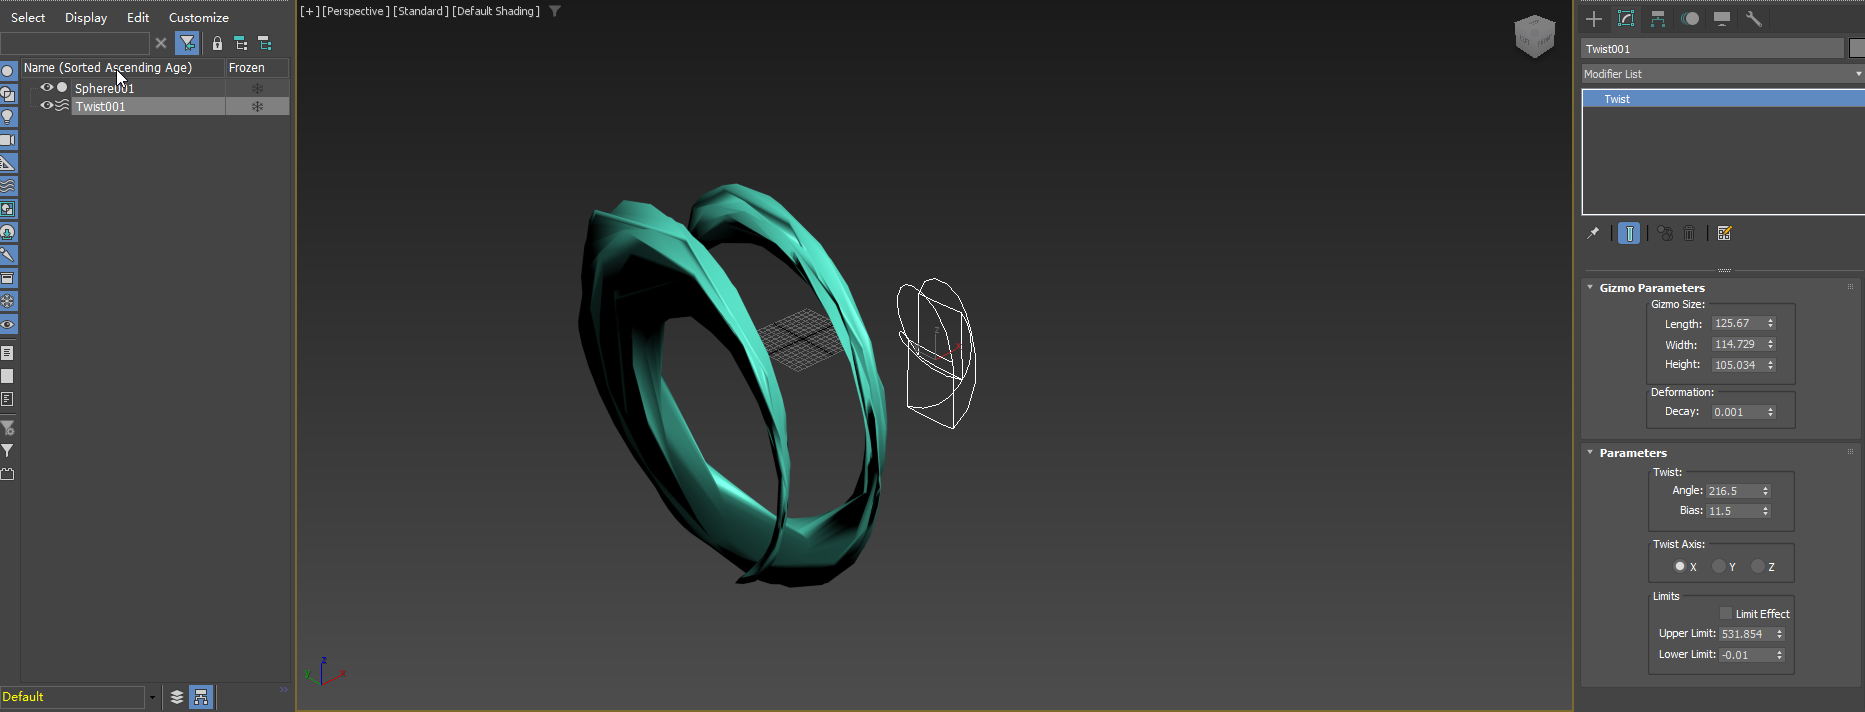 Select Display Edit Customize
Name (Sorted Ascending Age) Frozen
Sphere001
Twist001
Default
[+] [Perspective] [Standard] [Default Shading]
z
x
y
Twist001
Modifier List
Twist
Gizmo Parameters
Gizmo Size:
Length: 125.67
Width: 114.729
Height: 105.034
Deformation:
Decay: 0.001
Parameters
Twist:
Angle: 216.5
Bias: 11.5
Twist Axis:
X Y Z
Limits
Limit Effect
Upper Limit: 531.854
Lower Limit: -0.01